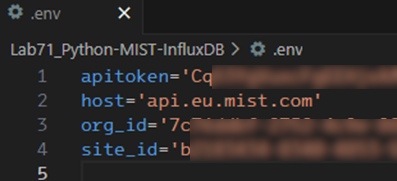 .env
Lab71_Python-MIST-InfluxDB > .env
1 apitoken='Cq
2 host='api.eu.mist.com'
3 org_id='7c
4 site_id='b
5